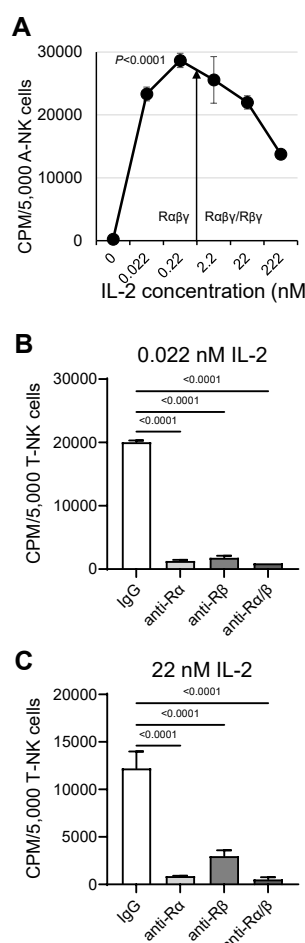 A
CPM/5,000 A-NK cells
30000
20000
10000
0
P<0.0001
Rαβγ
Rαβγ/Rβγ
0
0.022
0.22
2.2
22
222
IL-2 concentration (nM
B
0.022 nM IL-2
CPM/5,000 T-NK cells
30000
20000
10000
0
<0.0001
<0.0001
<0.0001
IgG
anti-Rα
anti-Rβ
anti-Rα/β
C
22 nM IL-2
CPM/5,000 T-NK cells
20000
15000
10000
5000
0
<0.0001
<0.0001
<0.0001
IgG
anti-Rα
anti-Rβ
anti-Rα/β